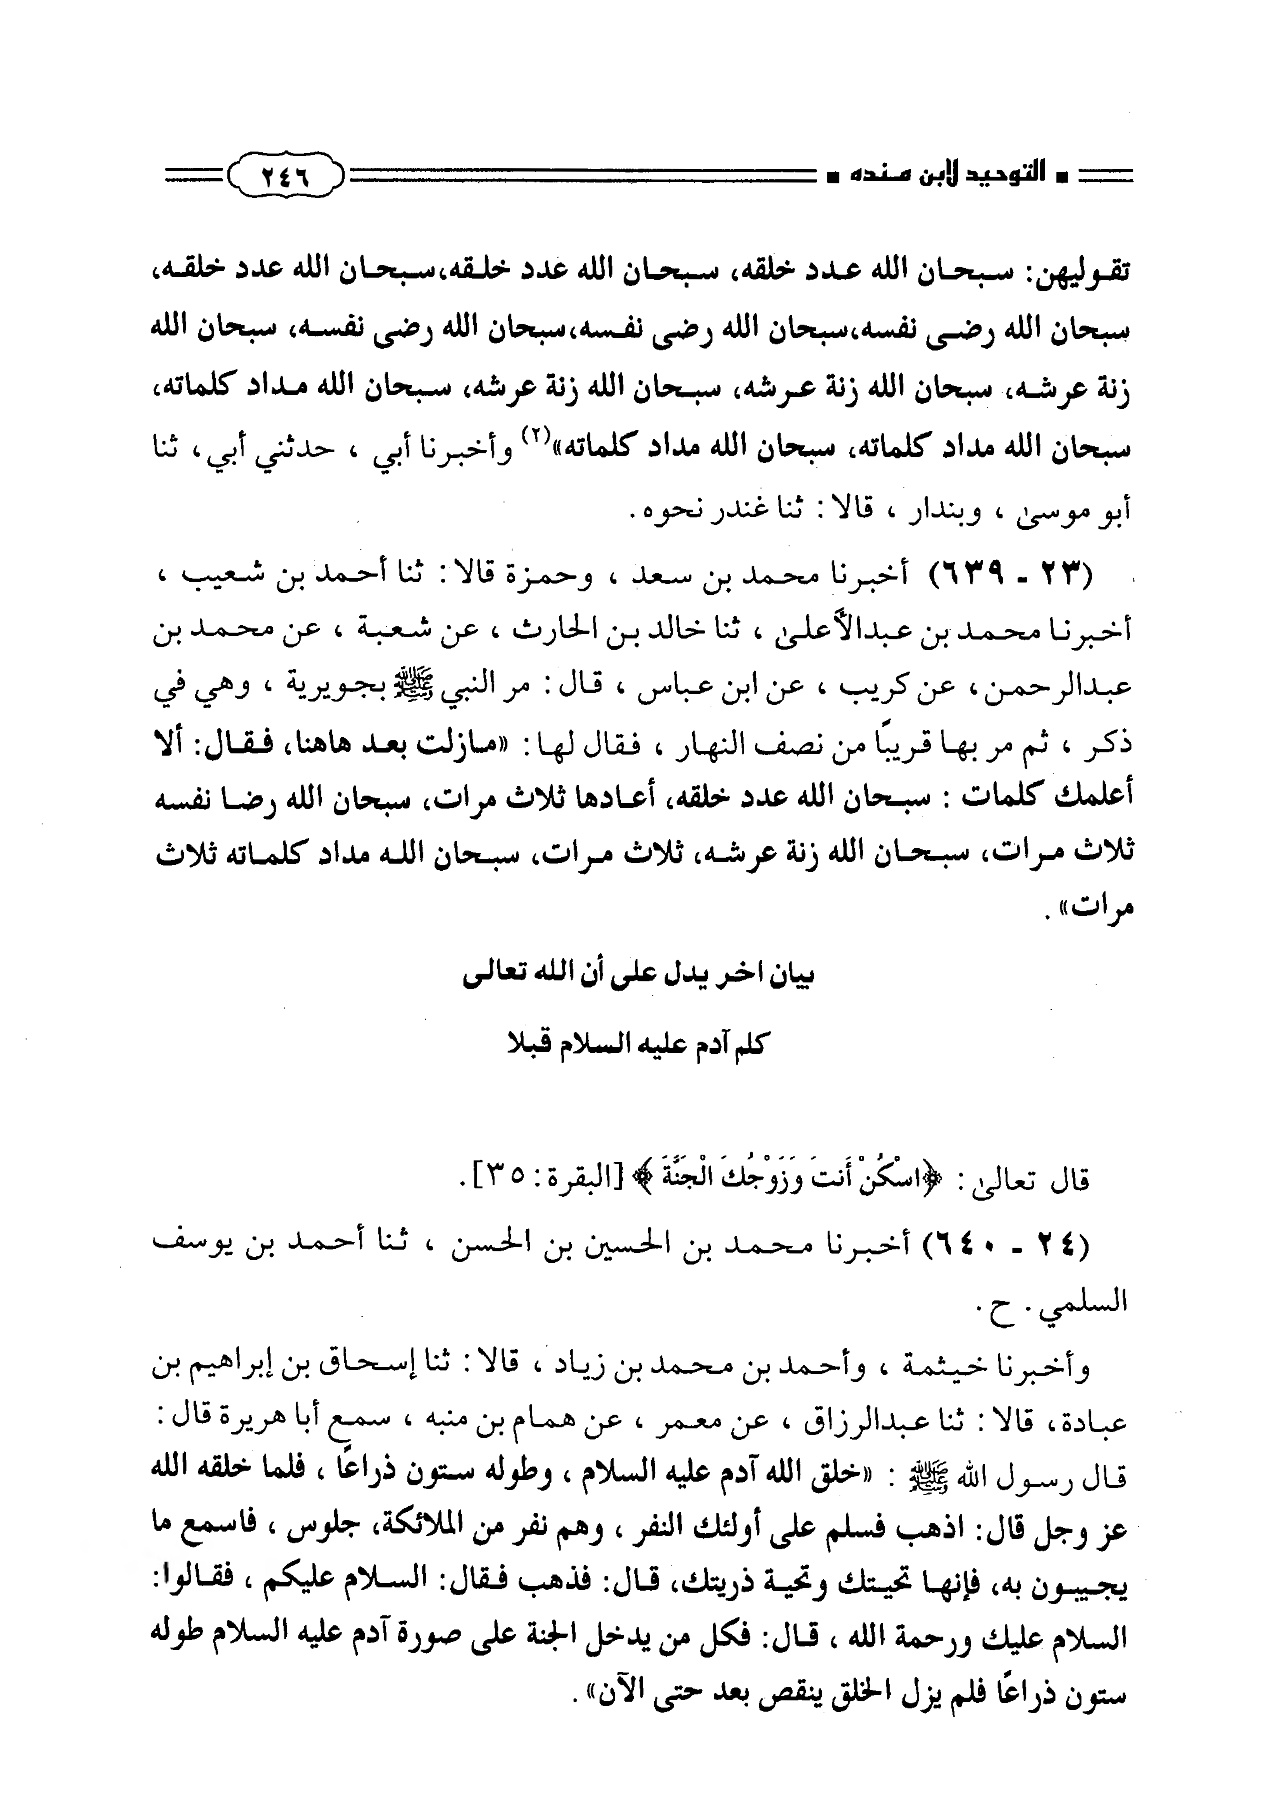 التوحيد لابن منده
٢٤٦
تقوليهن: سبحان الله عدد خلقه، سبحان الله عدد خلقه،سبحان الله عدد خلقه،
سبحان الله رضى نفسه،سبحان الله رضى نفسه،سبحان الله رضى نفسه، سبحان الله
زنة عرشه، سبحان الله زنة عرشه، سبحان الله زنة عرشه، سبحان الله مداد كلماته،
سبحان الله مداد كلماته، سبحان الله مداد كلماته»(٢) وأخبرنا أبي ، حدثني أبي، ثنا
أبو موسىٰ ، وبندار ، قالا : ثنا غندر نحوه.
(٢٣ - ٦٣٩) أخبرنا محمد بن سعد ، وحمزة قالا : ثنا أحمد بن شعيب ،
أخبرنا محمد بن عبدالأعلىٰ ، ثنا خالد بن الحارث ، عن شعبة ، عن محمد بن
عبدالرحمن، عن كريب ، عن ابن عباس ، قال : مر النبي ﷺ بجويرية ، وهي في
ذكر ، ثم مر بها قريبًا من نصف النهار ، فقال لها : «مازلت بعد هاهنا، فقال: ألا
أعلمك كلمات : سبحان الله عدد خلقه، أعادها ثلاث مرات، سبحان الله رضا نفسه
ثلاث مرات، سبحان الله زنة عرشه، ثلاث مرات، سبحان الله مداد كلماته ثلاث
مرات» .
بيان اخر يدل على أن الله تعالى
كلم آدم عليه السلام قبلا
قال تعالىٰ : ﴿اسْكُنْ أَنتَ وَزَوْجُكَ الْجَنَّةَ﴾ [البقرة: ٣٥].
(٢٤ - ٦٤٠) أخبرنا محمد بن الحسين بن الحسن ، ثنا أحمد بن يوسف
السلمي . ح .
وأخبرنا خيثمة ، وأحمد بن محمد بن زياد ، قالا : ثنا إسحاق بن إبراهيم بن
عبادة، قالا : ثنا عبدالرزاق ، عن معمر ، عن همام بن منبه ، سمع أبا هريرة قال :
قال رسول الله ﷺ : «خلق الله آدم عليه السلام ، وطوله ستون ذراعًا ، فلما خلقه الله
عز وجل قال: اذهب فسلم على أولئك النفر ، وهم نفر من الملائكة، جلوس ، فاسمع ما
يجيبون به، فإنها تحيتك وتحية ذريتك، قال: فذهب فقال: السلام عليكم ، فقالوا:
السلام عليك ورحمة الله ، قال: فكل من يدخل الجنة على صورة آدم عليه السلام طوله
ستون ذراعًا فلم يزل الخلق ينقص بعد حتى الآن» .